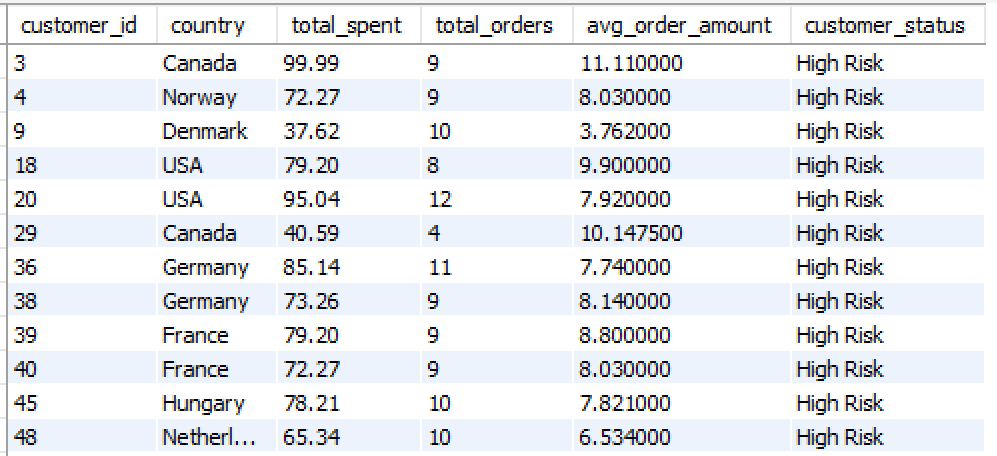 customer_id country total_spent total_orders avg_order_amount customer_status
3 Canada 99.99 9 11.110000 High Risk
4 Norway 72.27 9 8.030000 High Risk
9 Denmark 37.62 10 3.762000 High Risk
18 USA 79.20 8 9.900000 High Risk
20 USA 95.04 12 7.920000 High Risk
29 Canada 40.59 4 10.147500 High Risk
36 Germany 85.14 11 7.740000 High Risk
38 Germany 73.26 9 8.140000 High Risk
39 France 79.20 9 8.800000 High Risk
40 France 72.27 9 8.030000 High Risk
45 Hungary 78.21 10 7.821000 High Risk
48 Netherl... 65.34 10 6.534000 High Risk